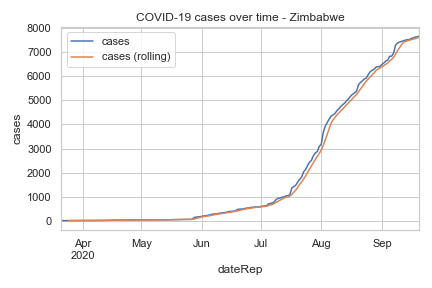 COVID-19 cases over time - Zimbabwe
cases
cases (rolling)
8000
7000
6000
5000
4000
3000
2000
1000
0
cases
Apr
2020
May
Jun
Jul
Aug
Sep
dateRep